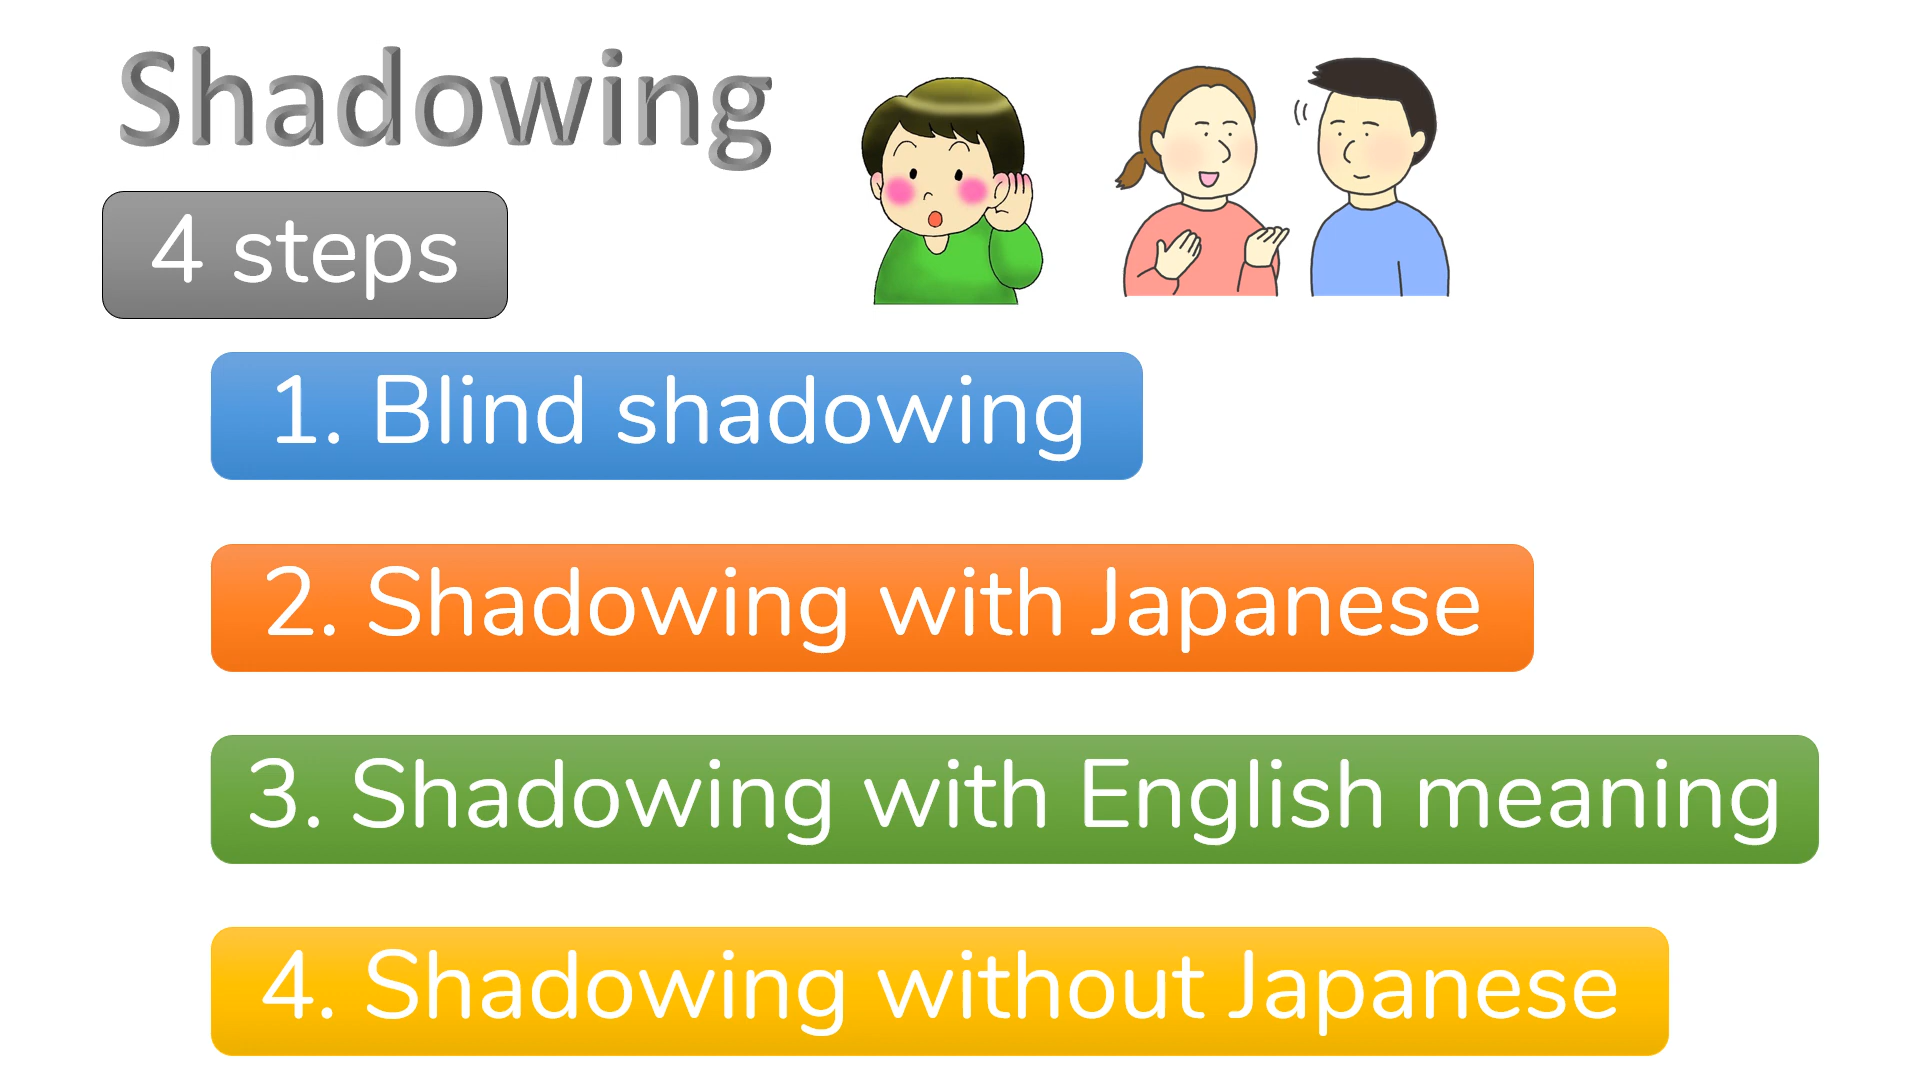 Shadowing
4 steps
1. Blind shadowing
2. Shadowing with Japanese
3. Shadowing with English meaning
4. Shadowing without Japanese